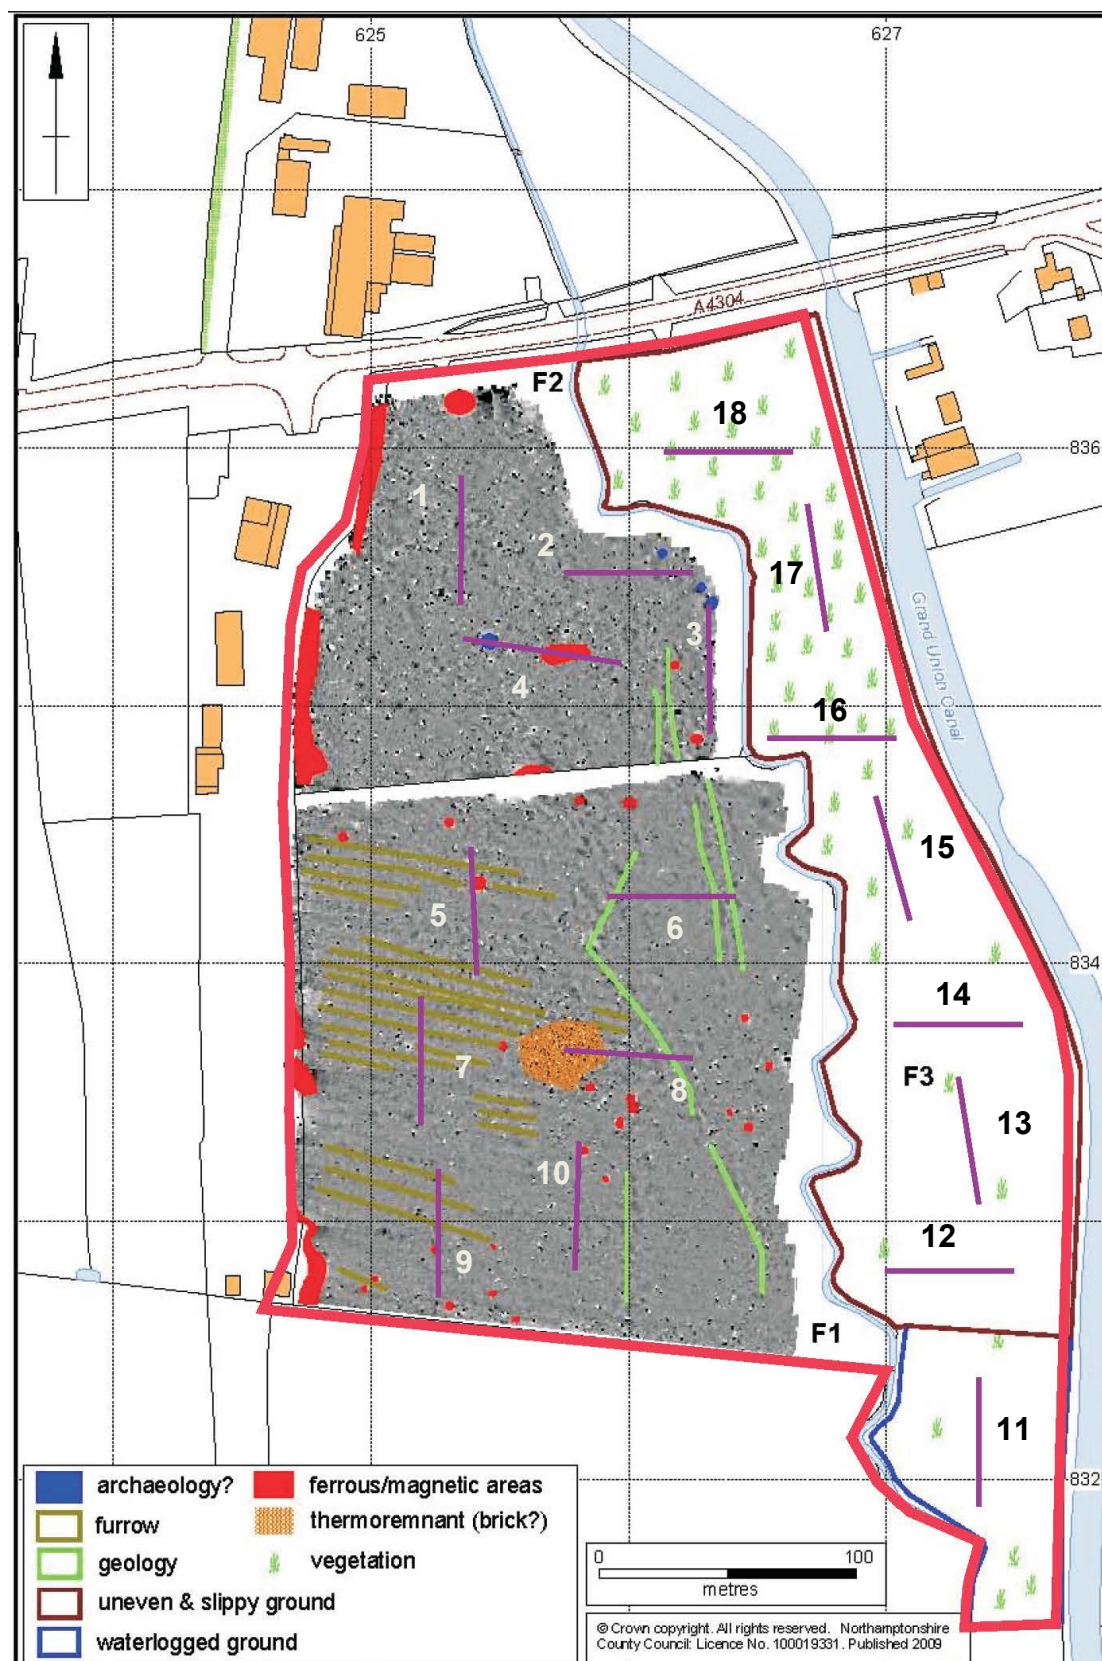 625
627
A4304
F2
18
836
1
2
17
3
Grand Union Canal
4
16
15
5
6
834
14
7
8
F3
13
10
12
9
F1
11
832
archaeology?
ferrous/magnetic areas
furrow
thermoremnant (brick?)
geology
vegetation
uneven & slippy ground
waterlogged ground
0 100
metres
© Crown copyright. All rights reserved. Northamptonshire
County Council: Licence No. 100019331. Published 2009